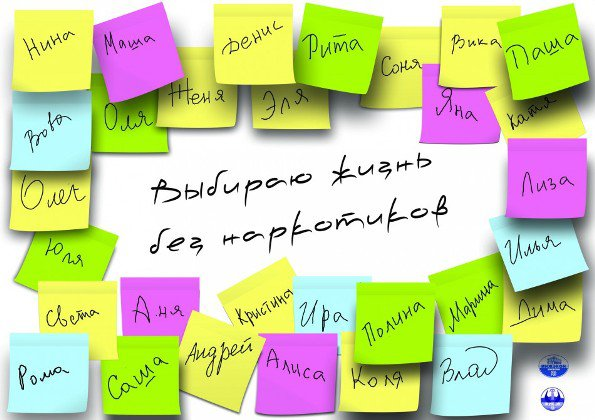 Нина
Маша
Денис
Рита
Соня
Вика
Паша
Вова
Оля
Женя
Эля
Яна
Катя
Олег
Выбираю жизнь
без наркотиков
Лиза
Юля
Илья
Света
Аня
Кристина
Ира
Полина
Марина
Дима
Рома
Саша
Андрей
Алиса
Коля
Влад